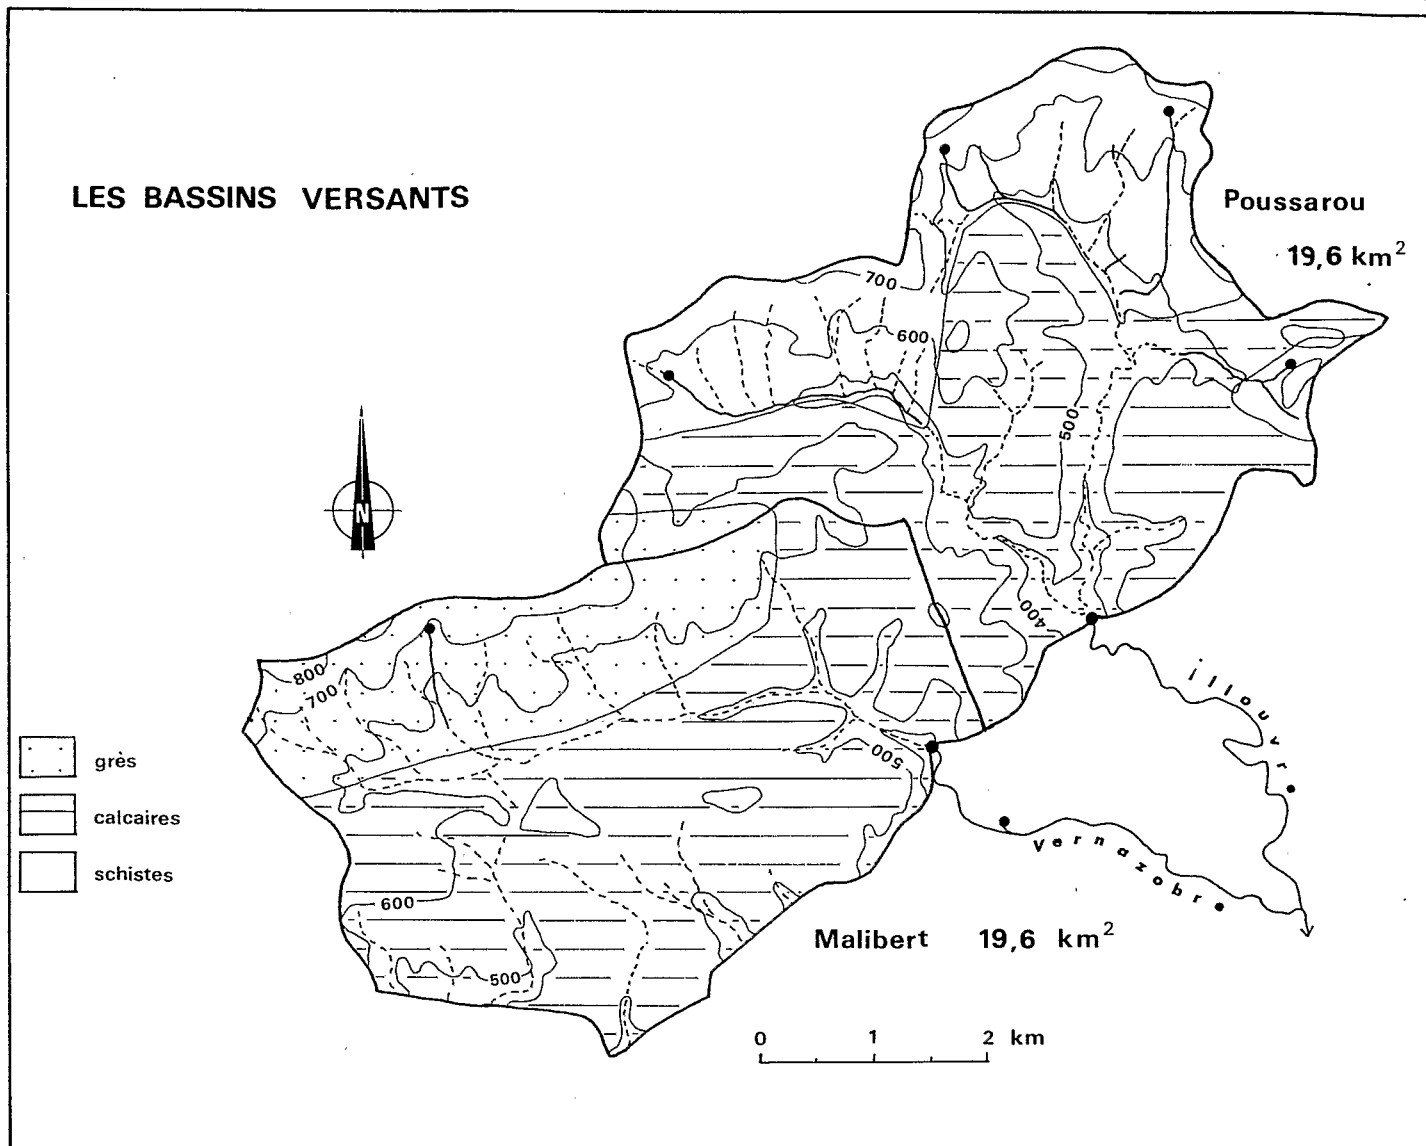 LES BASSINS VERSANTS
Poussarou
19,6 km²
700
600
500
400
N
800
700
500
600
500
grès
calcaires
schistes
illouvre
Vernazobre
Malibert 19,6 km²
0 1 2 km